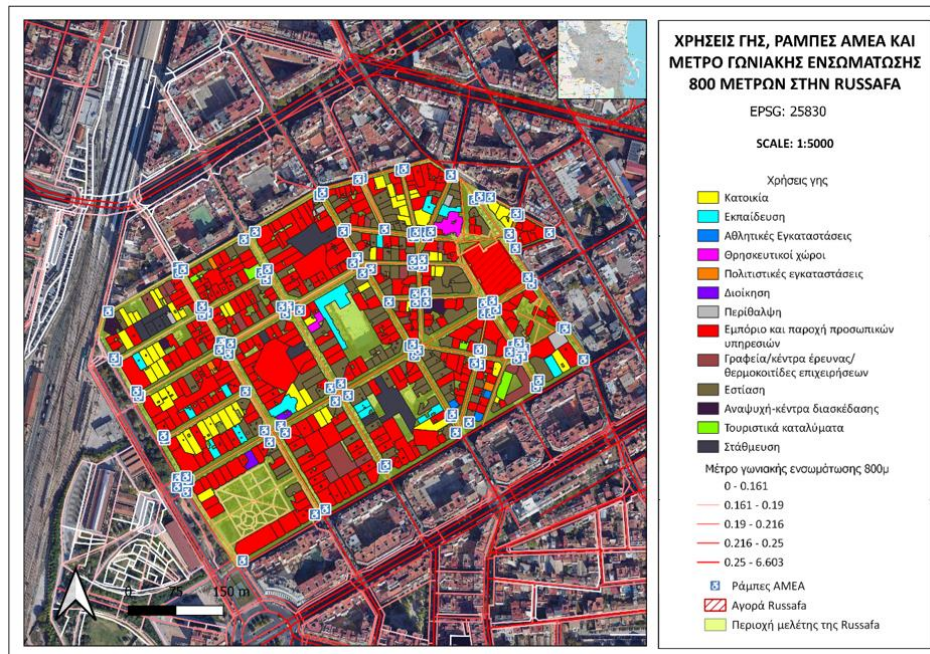 ΧΡΗΣΕΙΣ ΓΗΣ, ΡΑΜΠΕΣ ΑΜΕΑ ΚΑΙ
ΜΕΤΡΟ ΓΩΝΙΑΚΗΣ ΕΝΣΩΜΑΤΩΣΗΣ
800 ΜΕΤΡΩΝ ΣΤΗΝ RUSSAFA
EPSG: 25830
SCALE: 1:5000
Χρήσεις γης
Κατοικία
Εκπαίδευση
Αθλητικές Εγκαταστάσεις
Θρησκευτικοί χώροι
Πολιτιστικές εγκαταστάσεις
Διοίκηση
Περίθαλψη
Εμπόριο και παροχή προσωπικών
υπηρεσιών
Γραφεία/κέντρα έρευνας/
θερμοκοιτίδες επιχειρήσεων
Εστίαση
Αναψυχή-κέντρα διασκέδασης
Τουριστικά καταλύματα
Στάθμευση
Μέτρο γωνιακής ενσωμάτωσης 800μ
0 - 0.161
0.161 - 0.19
0.19 - 0.216
0.216 - 0.25
0.25 - 6.603
Ράμπες ΑΜΕΑ
Αγορά Russafa
Περιοχή μελέτης της Russafa
0 75 150 m